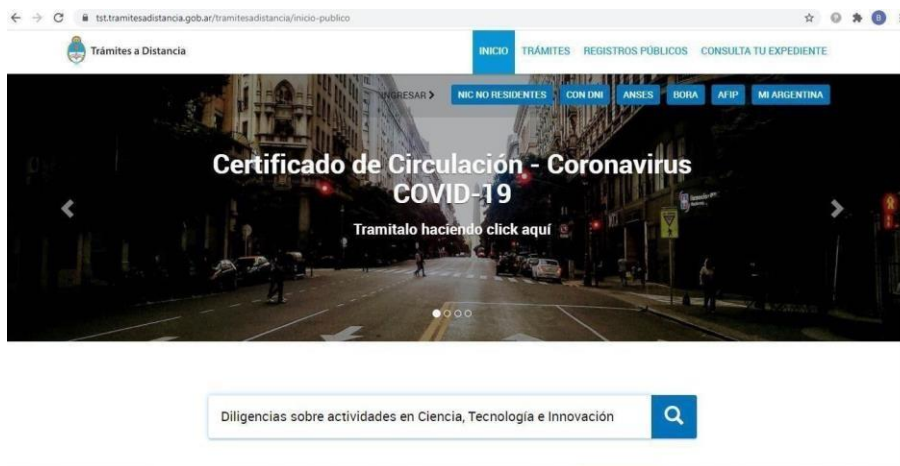 tst.tramitesadistancia.gob.ar/tramitesadistancia/inicio-publico
B
Trámites a Distancia
INICIO TRÁMITES REGISTROS PÚBLICOS CONSULTA TU EXPEDIENTE
INGRESAR NIC NO RESIDENTES CON DNI ANSES BORA AFIP MI ARGENTINA
Certificado de Circulación - Coronavirus
COVID-19
Tramitalo haciendo click aquí
Diligencias sobre actividades en Ciencia, Tecnología e Innovación